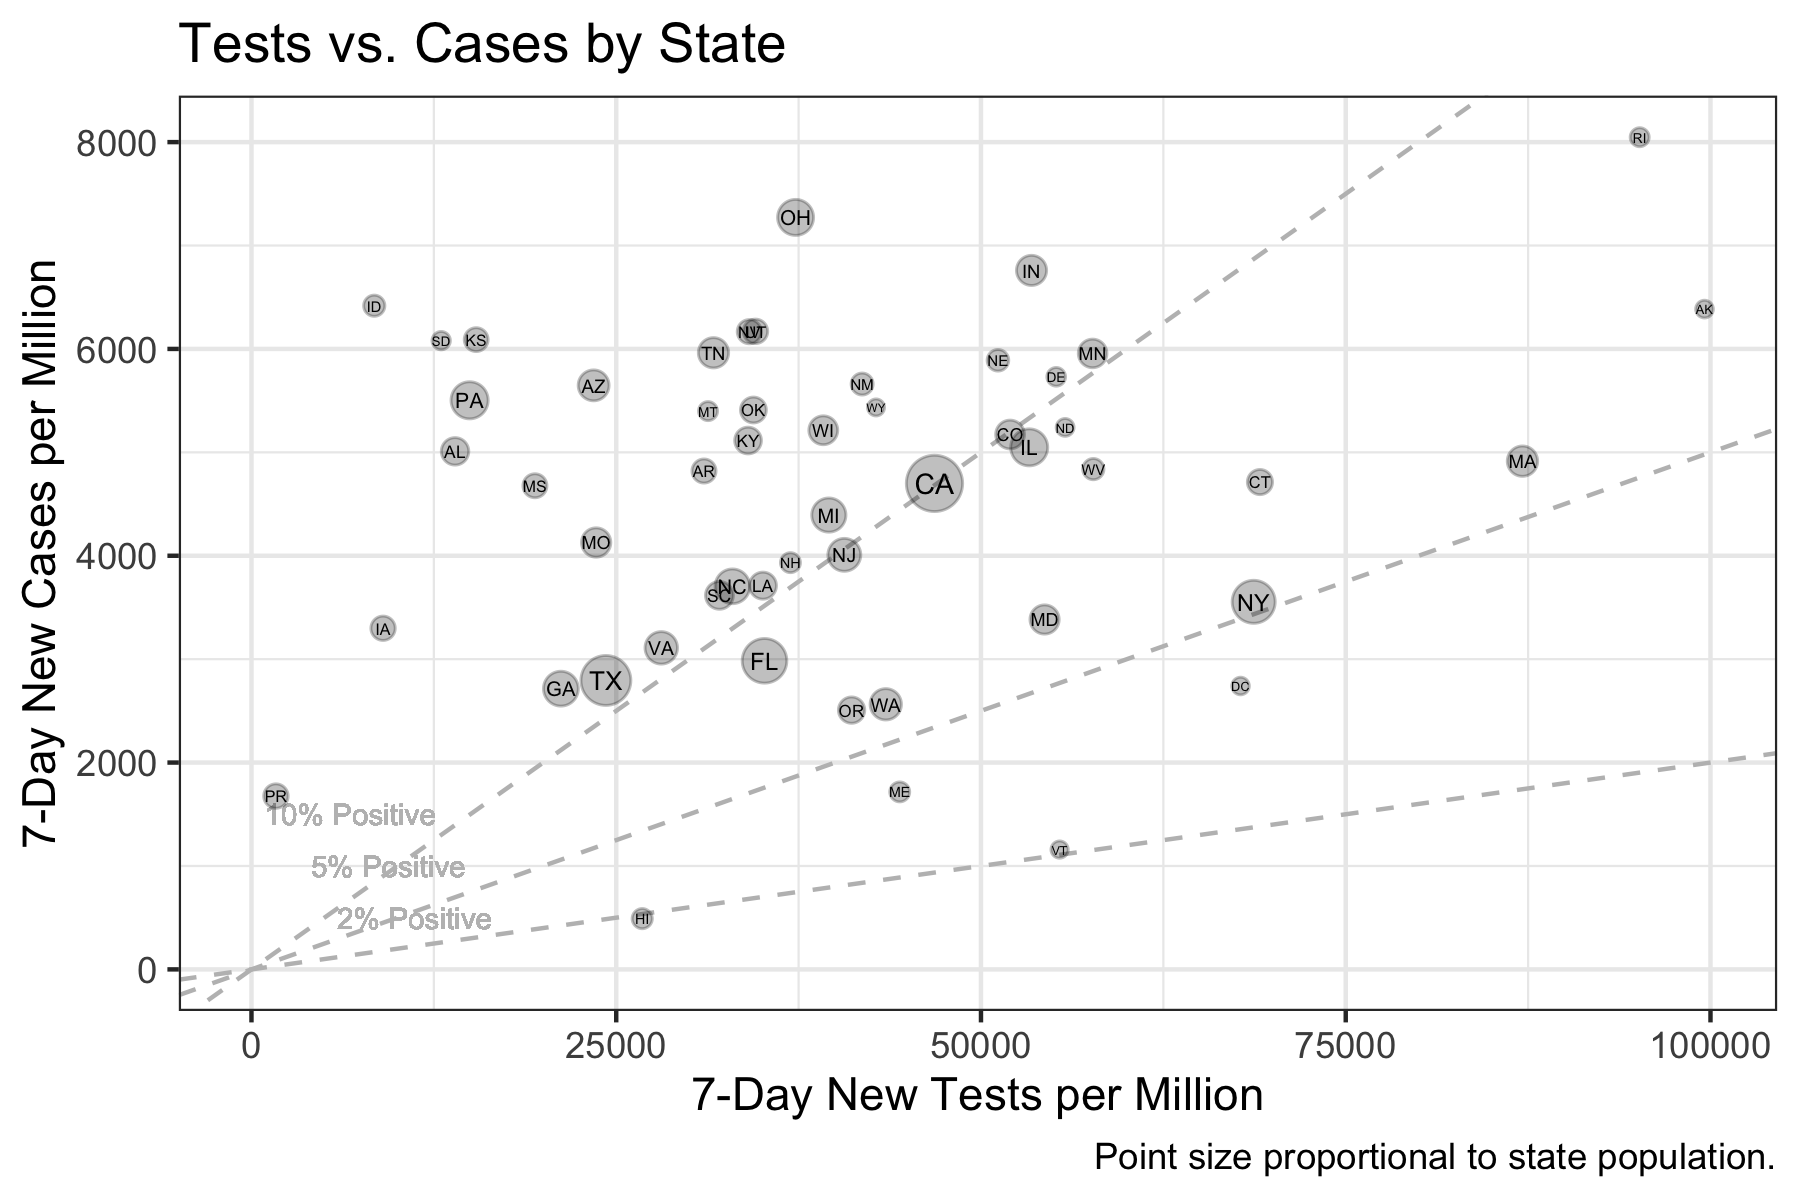 Tests vs. Cases by State
7-Day New Cases per Million
8000
6000
4000
2000
0
RI
OH
IN
ID
AK
SD
KS
NV
UT
TN
MN
NE
DE
AZ
NM
PA
WY
MT
OK
WI
ND
CO
KY
IL
AL
MA
AR
WV
CT
CA
MS
MI
MO
NJ
NH
NC
LA
SC
NY
MD
IA
VA
FL
TX
GA
DC
WA
OR
PR
ME
10% Positive
5% Positive
VT
2% Positive
HI
0
25000
50000
75000
100000
7-Day New Tests per Million
Point size proportional to state population.